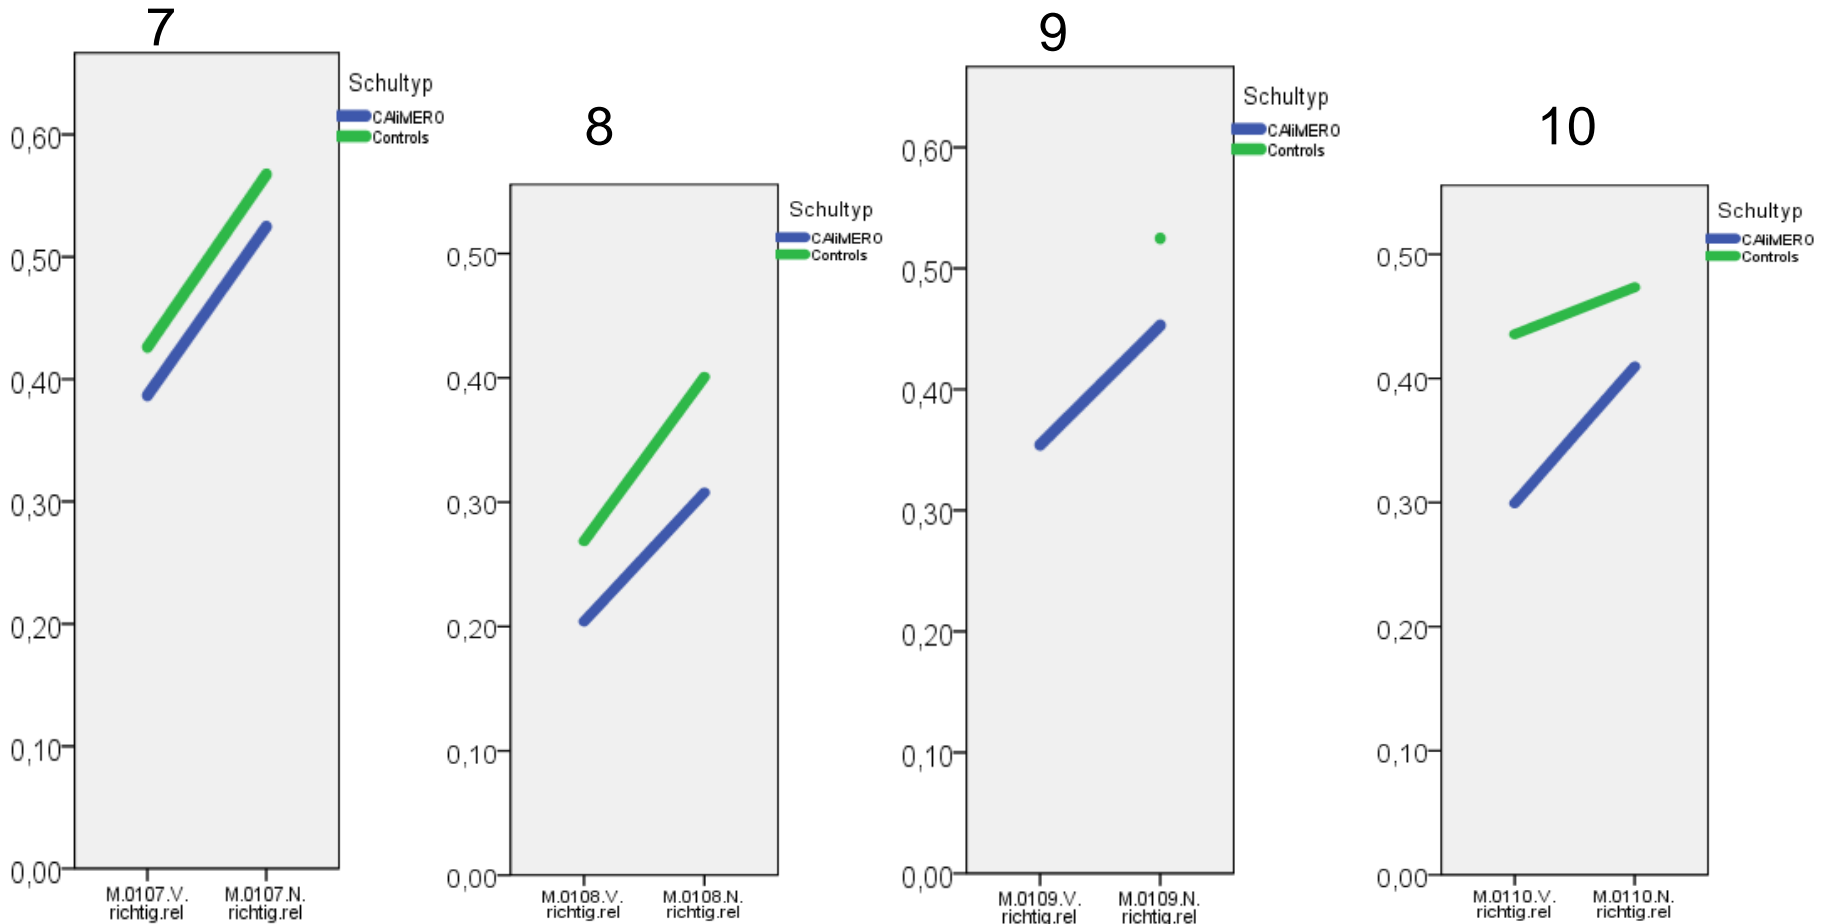 7
Schultyp
CAliMERO
Controls
0,60
0,50
0,40
0,30
0,20
0,10
0,00
M.0107.V.
richtig.rel
M.0107.N.
richtig.rel
8
Schultyp
CAliMERO
Controls
0,50
0,40
0,30
0,20
0,10
0,00
M.0108.V.
richtig.rel
M.0108.N.
richtig.rel
9
Schultyp
CAliMERO
Controls
0,60
0,50
0,40
0,30
0,20
0,10
0,00
M.0109.V.
richtig.rel
M.0109.N.
richtig.rel
10
Schultyp
CAliMERO
Controls
0,50
0,40
0,30
0,20
0,10
0,00
M.0110.V.
richtig.rel
M.0110.N.
richtig.rel